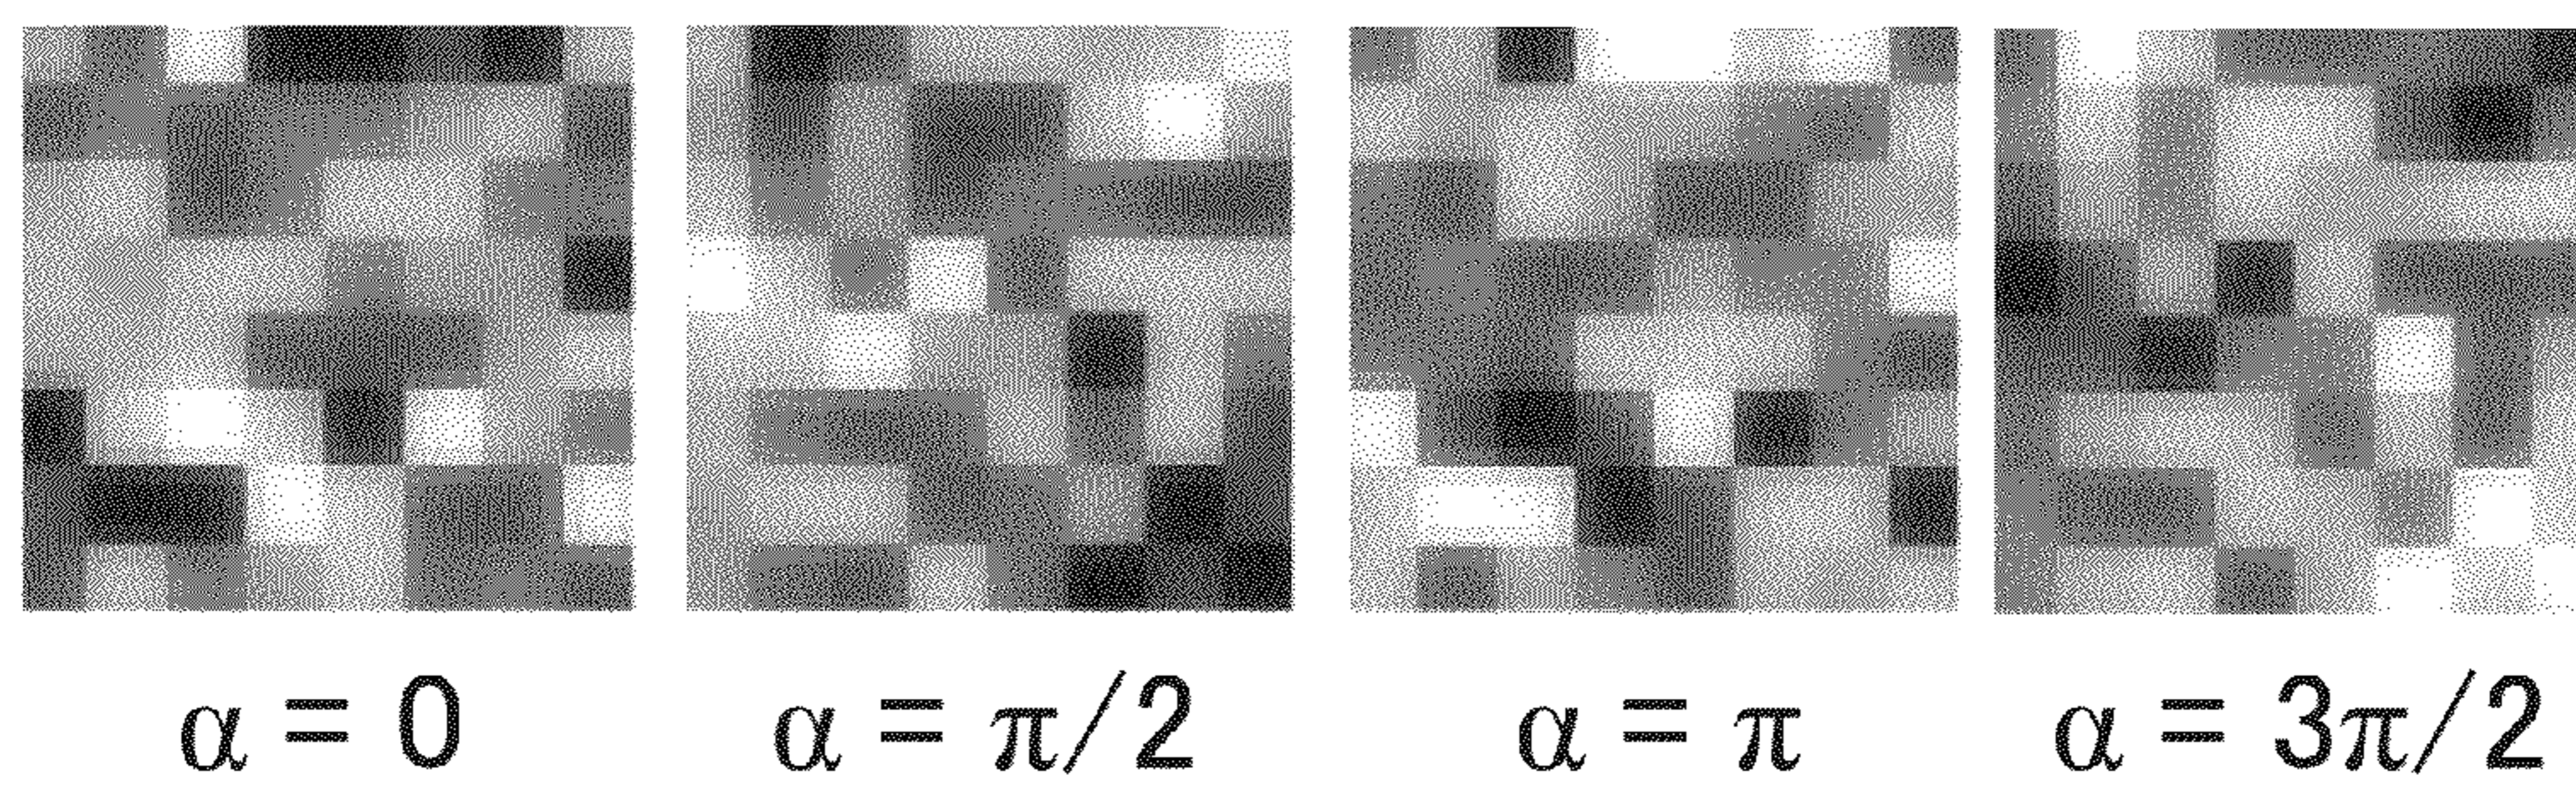 α = 0
α = π/2
α = π
α = 3π/2